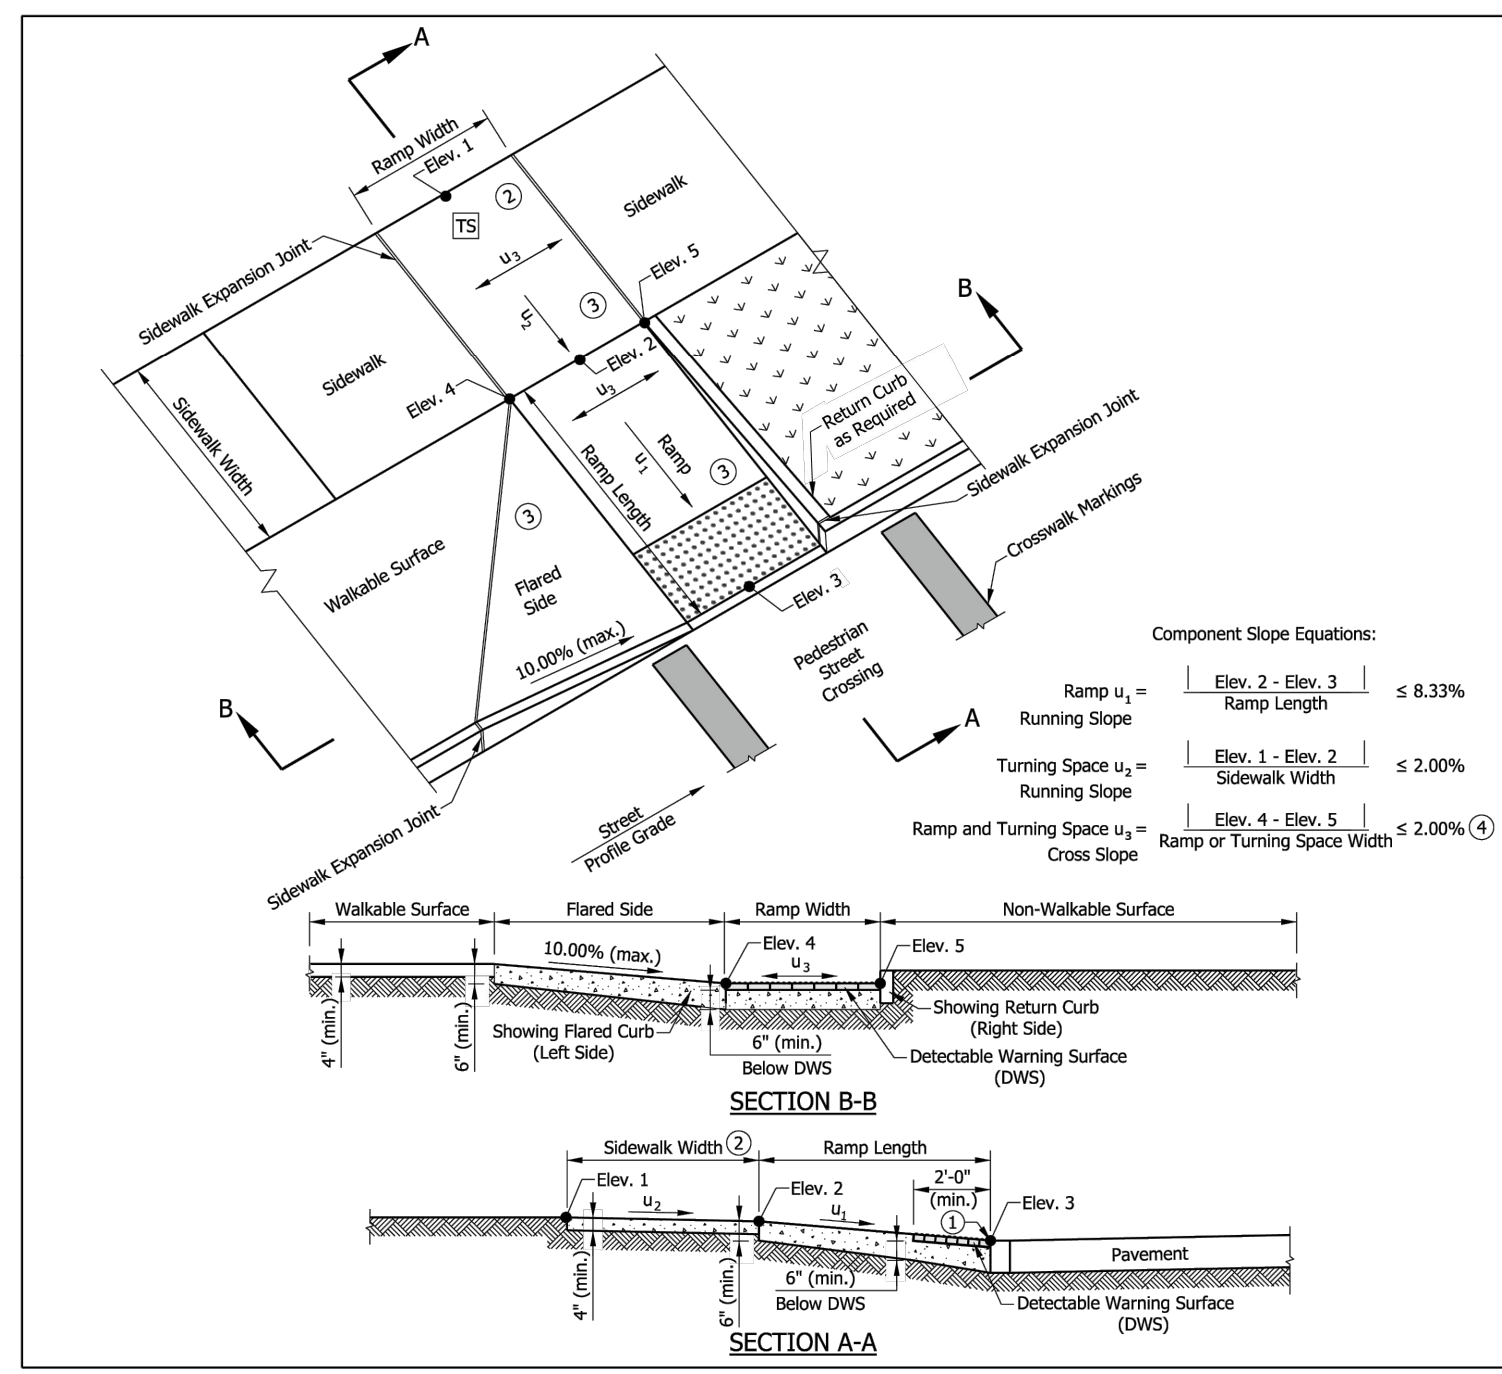 A
Ramp Width
Elev. 1
2
TS
Sidewalk
Sidewalk Expansion Joint
u3
Elev. 5
B
3
u2
Elev. 2
Sidewalk
Elev. 4
u3
Return Curb
as Required
Sidewalk Width
Ramp
u1
3
Ramp Length
Sidewalk Expansion Joint
Crosswalk Markings
3
Walkable Surface
Flared
Side
Elev. 3
10.00% (max.)
Pedestrian
Street
Crossing
B
A
Street
Profile Grade
Sidewalk Expansion Joint
Component Slope Equations:
Ramp u1 = | Elev. 2 - Elev. 3 | ≤ 8.33%
Running Slope Ramp Length
Turning Space u2 = | Elev. 1 - Elev. 2 | ≤ 2.00%
Running Slope Sidewalk Width
Ramp and Turning Space u3 = | Elev. 4 - Elev. 5 | ≤ 2.00% 4
Cross Slope Ramp or Turning Space Width
Walkable Surface Flared Side Ramp Width Non-Walkable Surface
10.00% (max.)
Elev. 4
u3
Elev. 5
4" (min.)
6" (min.)
Showing Flared Curb
(Left Side)
6" (min.)
Below DWS
Showing Return Curb
(Right Side)
Detectable Warning Surface
(DWS)
SECTION B-B
Sidewalk Width 2 Ramp Length
Elev. 1
u2
Elev. 2
u1
2'-0"
(min.)
1
Elev. 3
Pavement
4" (min.)
6" (min.)
6" (min.)
Below DWS
Detectable Warning Surface
(DWS)
SECTION A-A